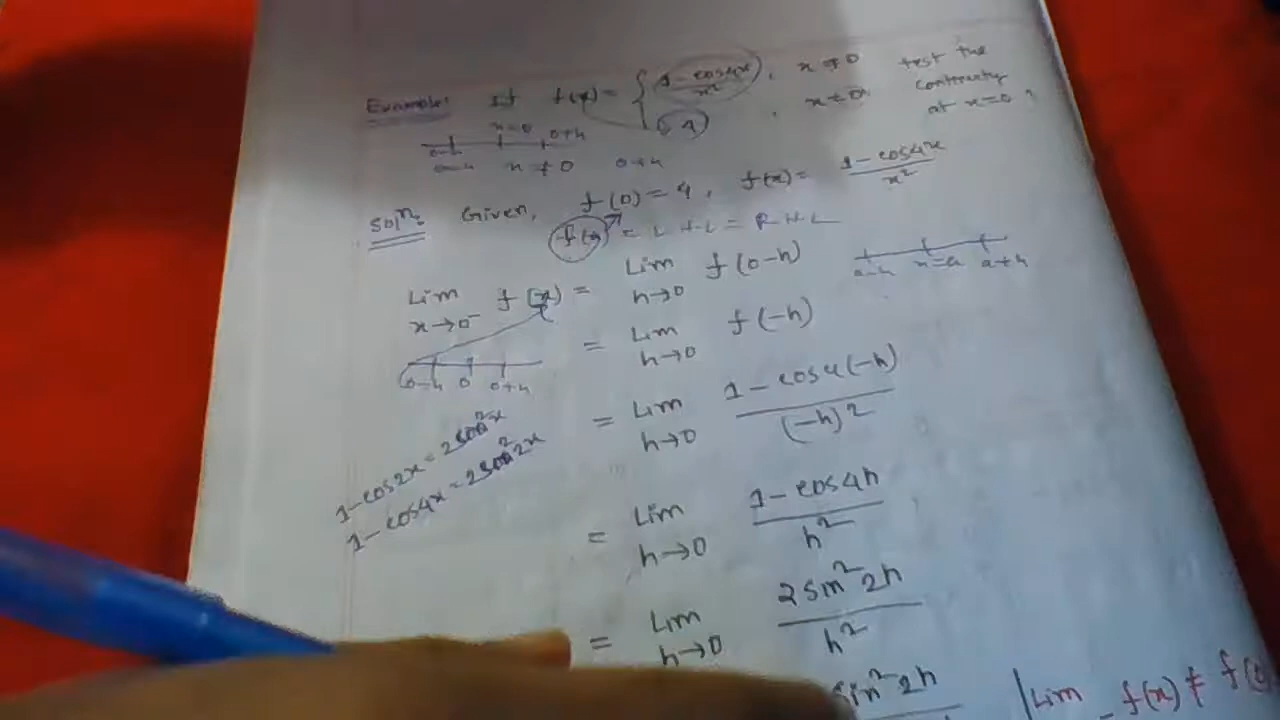 Example: If f(x) = { 1 - cos4x / x², x ≠ 0 test the
4, x = 0, continuity at x = 0.
x=0 0+h
0-h
0-h x ≠ 0 0+h
Solⁿ: Given, f(0) = 4, f(x) = 1 - cos4x / x²
f(a) = L H L = R H L
Lim x→0⁻ f(x) = Lim h→0 f(0-h)
a-h x=a a+h
= Lim h→0 f(-h)
0-h 0 0+h
= Lim h→0 1 - cos4(-h) / (-h)²
1 - cos2x = 2sin²x
1 - cos4x = 2sin²2x
= Lim h→0 1 - cos4h / h²
= Lim h→0 2sin²2h / h²
sin²2h
Lim - f(x) ≠ f(